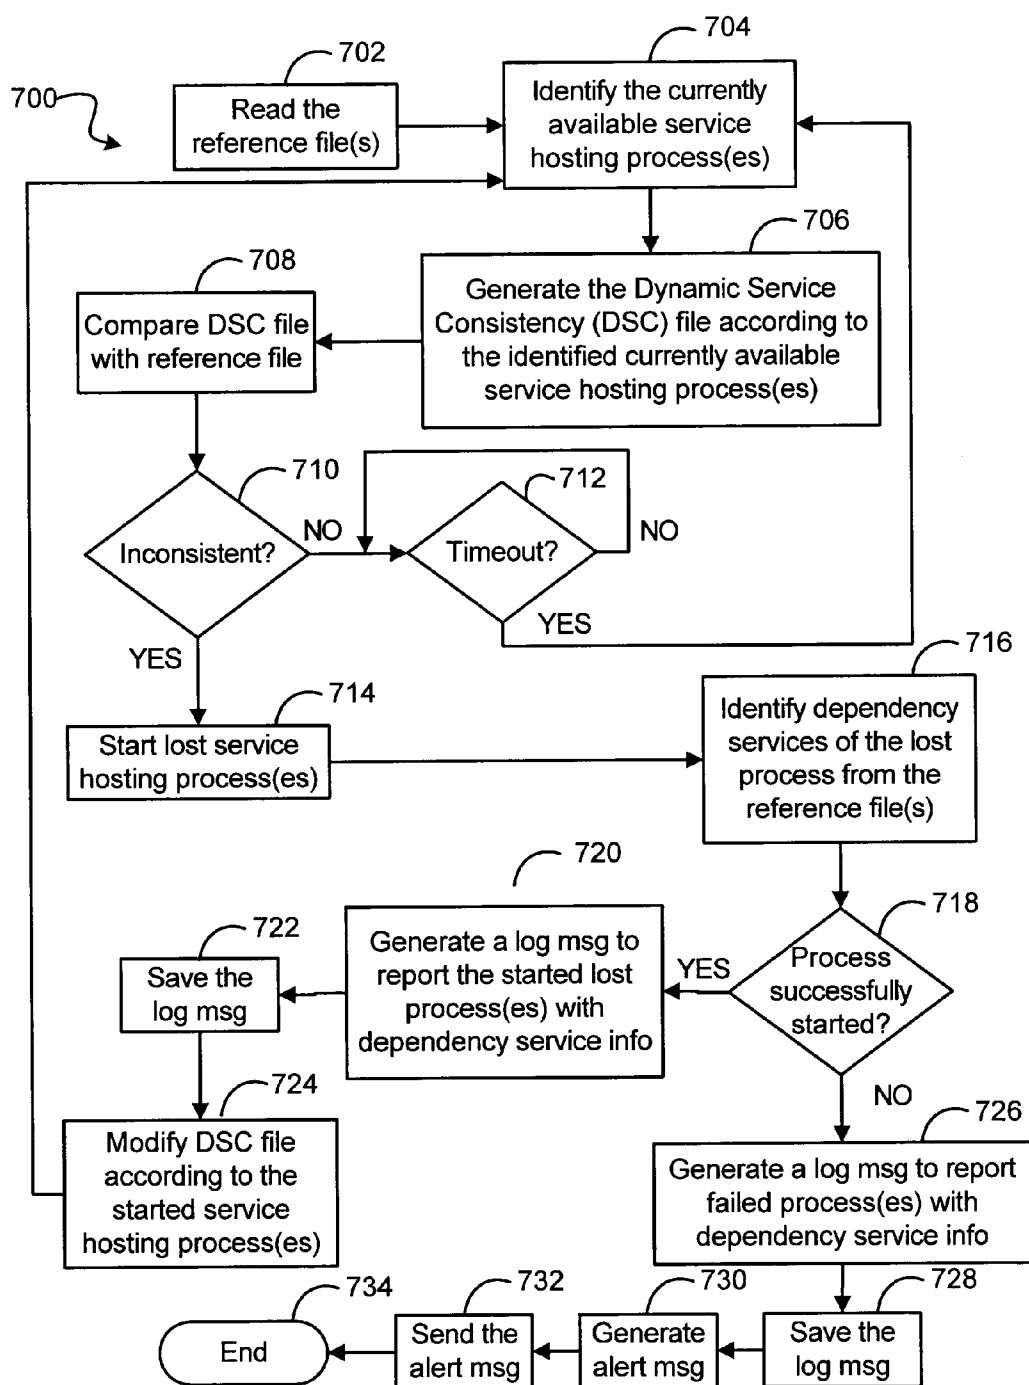 700
702
Read the
reference file(s)
704
Identify the currently
available service
hosting process(es)
706
Generate the Dynamic Service
Consistency (DSC) file according to
the identified currently available
service hosting process(es)
708
Compare DSC file
with reference file
710
Inconsistent?
NO
YES
712
Timeout?
NO
YES
714
Start lost service
hosting process(es)
716
Identify dependency
services of the lost
process from the
reference file(s)
718
Process
successfully
started?
YES
NO
720
Generate a log msg to
report the started lost
process(es) with
dependency service info
722
Save the
log msg
724
Modify DSC file
according to the
started service
hosting process(es)
726
Generate a log msg to report
failed process(es) with
dependency service info
728
Save the
log msg
730
Generate
alert msg
732
Send the
alert msg
734
End